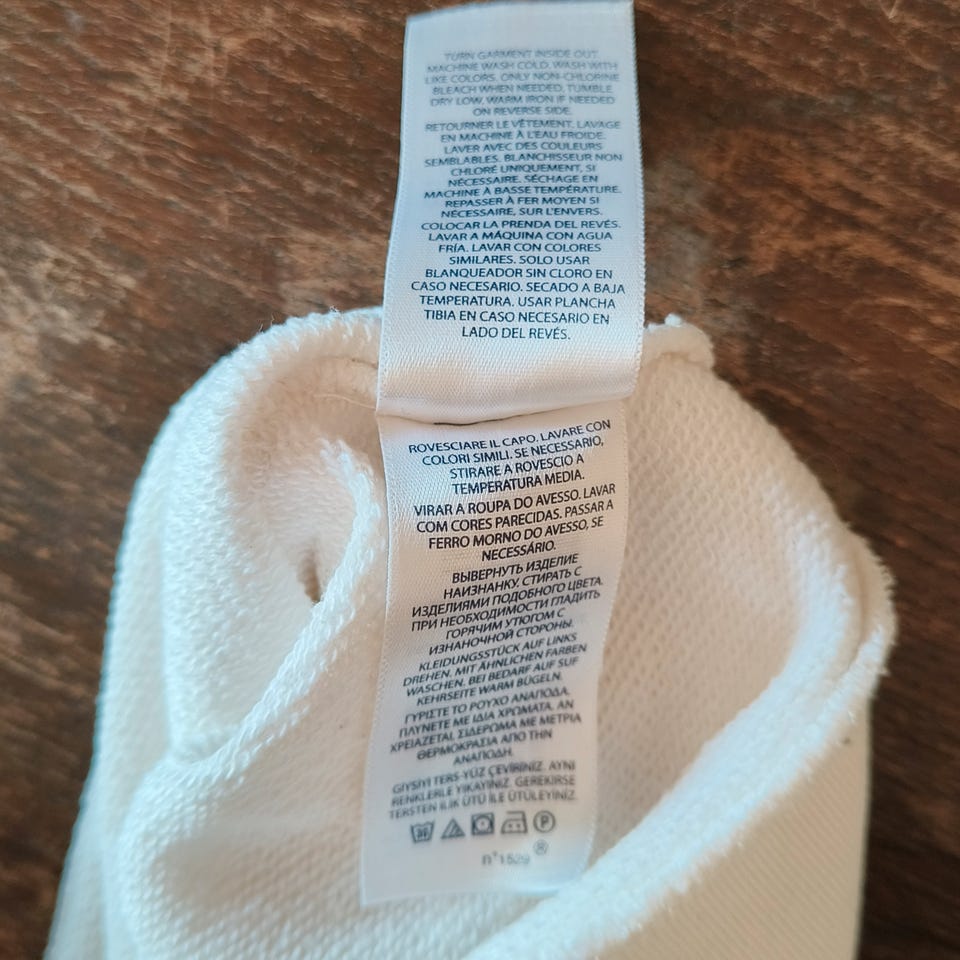 TURN GARMENT INSIDE OUT.
MACHINE WASH COLD. WASH WITH
LIKE COLORS. ONLY NON-CHLORINE
BLEACH WHEN NEEDED, TUMBLE
DRY LOW, WARM IRON IF NEEDED
ON REVERSE SIDE.
RETOURNER LE VÊTEMENT. LAVAGE
EN MACHINE À L'EAU FROIDE.
LAVER AVEC DES COULEURS
SEMBLABLES. BLANCHISSEUR NON
CHLORÉ UNIQUEMENT, SI
NÉCESSAIRE. SÉCHAGE EN
MACHINE À BASSE TEMPÉRATURE.
REPASSER À FER MOYEN SI
NÉCESSAIRE, SUR L'ENVERS.
COLOCAR LA PRENDA DEL REVÉS.
LAVAR A MÁQUINA CON AGUA
FRÍA. LAVAR CON COLORES
SIMILARES. SOLO USAR
BLANQUEADOR SIN CLORO EN
CASO NECESARIO. SECADO A BAJA
TEMPERATURA. USAR PLANCHA
TIBIA EN CASO NECESARIO EN
LADO DEL REVÉS.
ROVESCIARE IL CAPO. LAVARE CON
COLORI SIMILI. SE NECESSARIO,
STIRARE A ROVESCIO A
TEMPERATURA MEDIA.
VIRAR A ROUPA DO AVESSO. LAVAR
COM CORES PARECIDAS. PASSAR A
FERRO MORNO DO AVESSO, SE
NECESSÁRIO.
ВЫВЕРНУТЬ ИЗДЕЛИЕ
НАИЗНАНКУ. СТИРАТЬ С
ИЗДЕЛИЯМИ ПОДОБНОГО ЦВЕТА.
ПРИ НЕОБХОДИМОСТИ ГЛАДИТЬ
ГОРЯЧИМ УТЮГОМ С
ИЗНАНОЧНОЙ СТОРОНЫ.
KLEIDUNGSSTÜCK AUF LINKS
DREHEN. MIT ÄHNLICHEN FARBEN
WASCHEN. BEI BEDARF AUF SUF
KEHRSEITE WARM BÜGELN.
ΓΥΡΙΣΤΕ ΤΟ ΡΟΥΧΟ ΑΝΑΠΟΔΑ.
ΠΛΥΝΕΤΕ ΜΕ ΙΔΙΑ ΧΡΩΜΑΤΑ. ΑΝ
ΧΡΕΙΑΖΕΤΑΙ, ΣΙΔΕΡΩΜΑ ΜΕ ΜΕΤΡΙΑ
ΘΕΡΜΟΚΡΑΣΙΑ ΑΠΟ ΤΗΝ
ΑΝΑΠΟΔΗ.
GIYSIYI TERS-YÜZ ÇEVİRİNİZ. AYNI
RENKLERLE YIKAYINIZ. GEREKIRSE
TERSTEN ILIK ÜTÜ İLE ÜTÜLEYİNİZ.
30 P
n°1529 ®